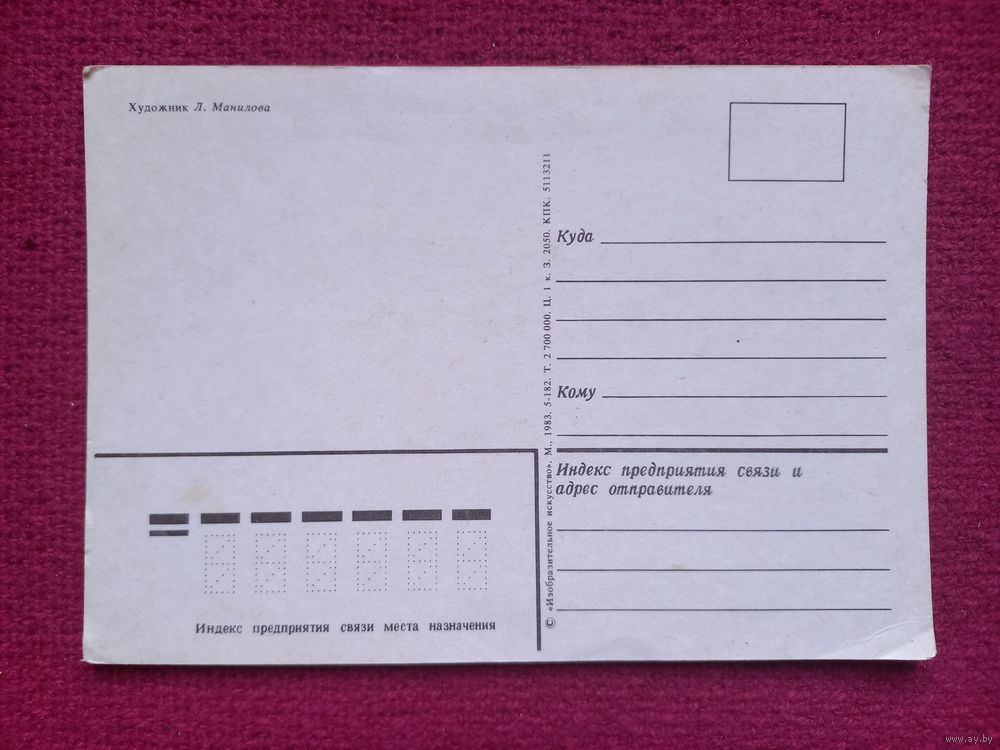 Художник Л. Манилова
© «Изобразительное искусство». М., 1983. 5-182. Т. 2 700 000. Ц. 1 к. З. 2050. КПК. 5113211
Куда
Кому
Индекс предприятия связи и
адрес отправителя
Индекс предприятия связи места назначения
www.ay.by